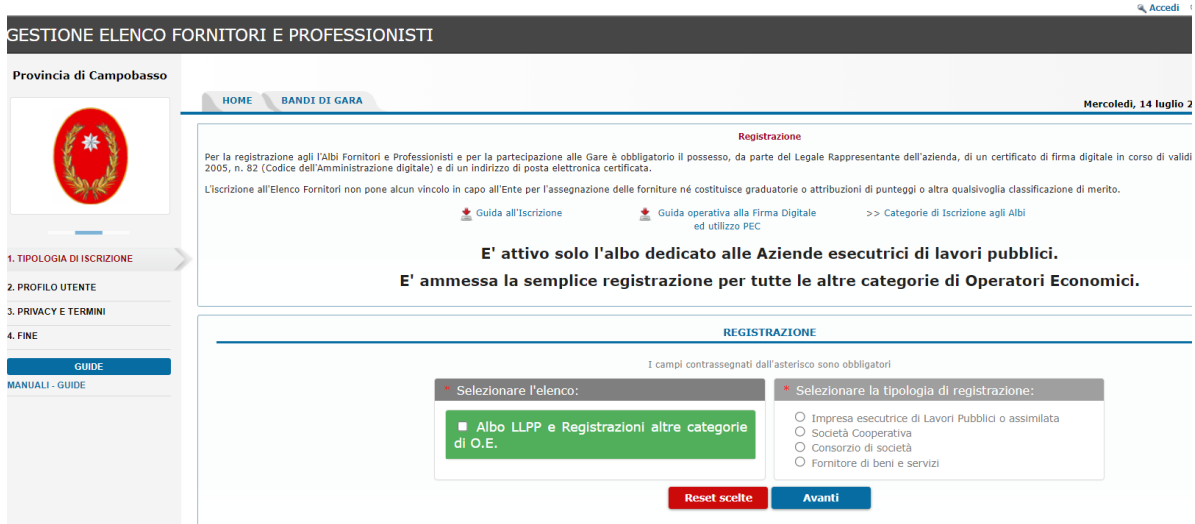 Accedi
GESTIONE ELENCO FORNITORI E PROFESSIONISTI
Provincia di Campobasso
HOME BANDI DI GARA
Mercoledì, 14 luglio 2
Registrazione
Per la registrazione agli l'Albi Fornitori e Professionisti e per la partecipazione alle Gare è obbligatorio il possesso, da parte del Legale Rappresentante dell'azienda, di un certificato di firma digitale in corso di validi
2005, n. 82 (Codice dell'Amministrazione digitale) e di un indirizzo di posta elettronica certificata.
L'iscrizione all'Elenco Fornitori non pone alcun vincolo in capo all'Ente per l'assegnazione delle forniture né costituisce graduatorie o attribuzioni di punteggi o altra qualsivoglia classificazione di merito.
Guida all'Iscrizione Guida operativa alla Firma Digitale >> Categorie di Iscrizione agli Albi
ed utilizzo PEC
E' attivo solo l'albo dedicato alle Aziende esecutrici di lavori pubblici.
E' ammessa la semplice registrazione per tutte le altre categorie di Operatori Economici.
1. TIPOLOGIA DI ISCRIZIONE
2. PROFILO UTENTE
3. PRIVACY E TERMINI
4. FINE
GUIDE
MANUALI - GUIDE
REGISTRAZIONE
I campi contrassegnati dall'asterisco sono obbligatori
* Selezionare l'elenco:
Albo LLPP e Registrazioni altre categorie
di O.E.
* Selezionare la tipologia di registrazione:
Impresa esecutrice di Lavori Pubblici o assimilata
Società Cooperativa
Consorzio di società
Fornitore di beni e servizi
Reset scelte Avanti